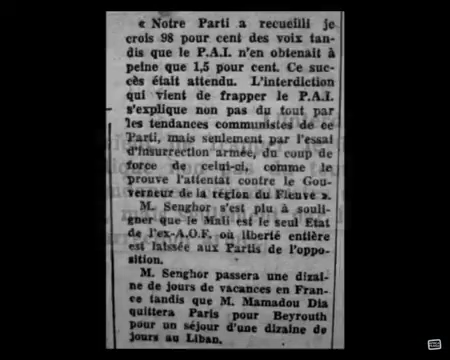 « Notre Parti a recueilli je
crois 98 pour cent des voix tan-
dis que le P.A.I. n'en obtenait à
peine que 1,5 pour cent. Ce suc-
cès était attendu. L'interdiction
qui vient de frapper le P.A.I.
s'explique non pas du tout par
les tendances communistes de ce
Parti, mais seulement par l'essai
d'insurrection armée, du coup de
force de celui-ci, comme le
prouve l'attentat contre le Gou-
verneur de la région du Fleuve ».
M. Senghor s'est plu à souli-
gner que le Mali est le seul Etat
de l'ex-A.O.F. où liberté entière
est laissée aux Partis de l'oppo-
sition.
M. Senghor passera une dizai-
ne de jours de vacances en Fran-
ce tandis que M. Mamadou Dia
quittera Paris pour Beyrouth
pour un séjour d'une dizaine de
jours au Liban.